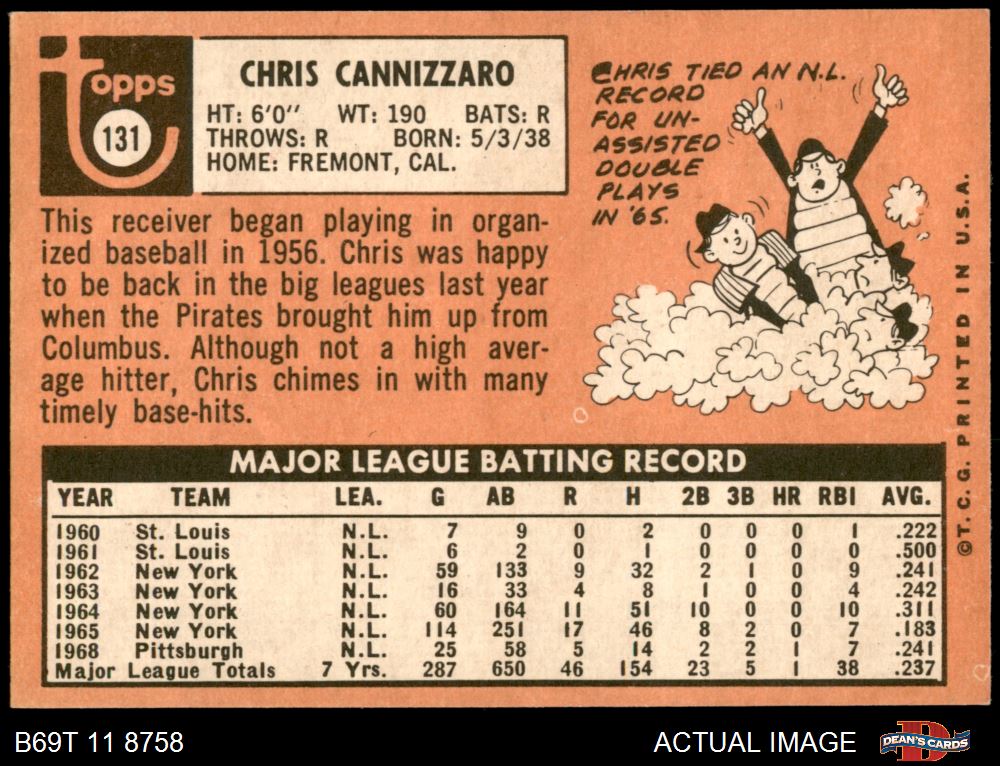 Topps
131
CHRIS CANNIZZARO
HT: 6'0" WT: 190 BATS: R
THROWS: R BORN: 5/3/38
HOME: FREMONT, CAL.
This receiver began playing in organ-
ized baseball in 1956. Chris was happy
to be back in the big leagues last year
when the Pirates brought him up from
Columbus. Although not a high aver-
age hitter, Chris chimes in with many
timely base-hits.
CHRIS TIED AN N.L.
RECORD
FOR UN-
ASSISTED
DOUBLE
PLAYS
IN '65.
©T.C.G. PRINTED IN U.S.A.
MAJOR LEAGUE BATTING RECORD
YEAR TEAM LEA. G AB R H 2B 3B HR RBI AVG.
1960 St. Louis N.L. 7 9 0 2 0 0 0 1 .222
1961 St. Louis N.L. 6 2 0 1 0 0 0 0 .500
1962 New York N.L. 59 133 9 32 2 1 0 9 .241
1963 New York N.L. 16 33 4 8 1 0 0 4 .242
1964 New York N.L. 60 164 11 51 10 0 0 10 .311
1965 New York N.L. 114 251 17 46 8 2 0 7 .183
1968 Pittsburgh N.L. 25 58 5 14 2 2 1 7 .241
Major League Totals 7 Yrs. 287 650 46 154 23 5 1 38 .237
B69T 11 8758
ACTUAL IMAGE
DEAN'S CARDS